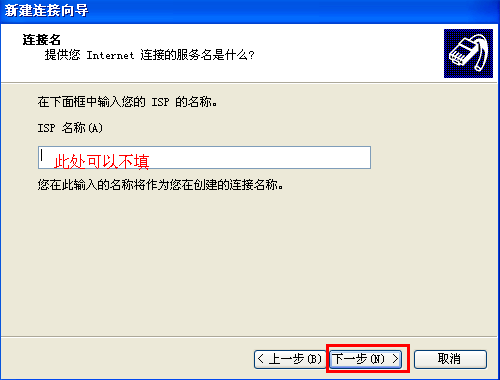 新建连接向导
连接名
提供您 Internet 连接的服务名是什么?
在下面框中输入您的 ISP 的名称。
ISP 名称(A)
此处可以不填
您在此输入的名称将作为您在创建的连接名称。
< 上一步(B)
下一步(N) >
取消